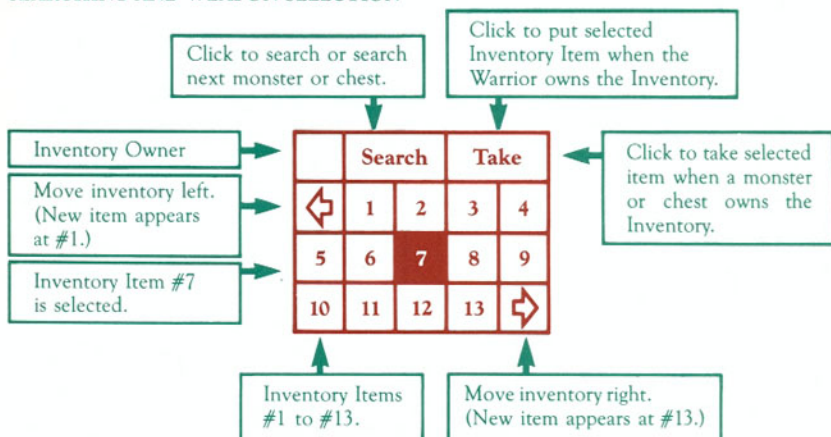 Click to search or search
next monster or chest.
Click to put selected
Inventory Item when the
Warrior owns the Inventory.
Inventory Owner
Search Take
Click to take selected
item when a monster
or chest owns the
Inventory.
Move inventory left.
(New item appears
at #1.)
1 2 3 4
Inventory Item #7
is selected.
5 6 7 8 9
10 11 12 13
Inventory Items
#1 to #13.
Move inventory right.
(New item appears at #13.)